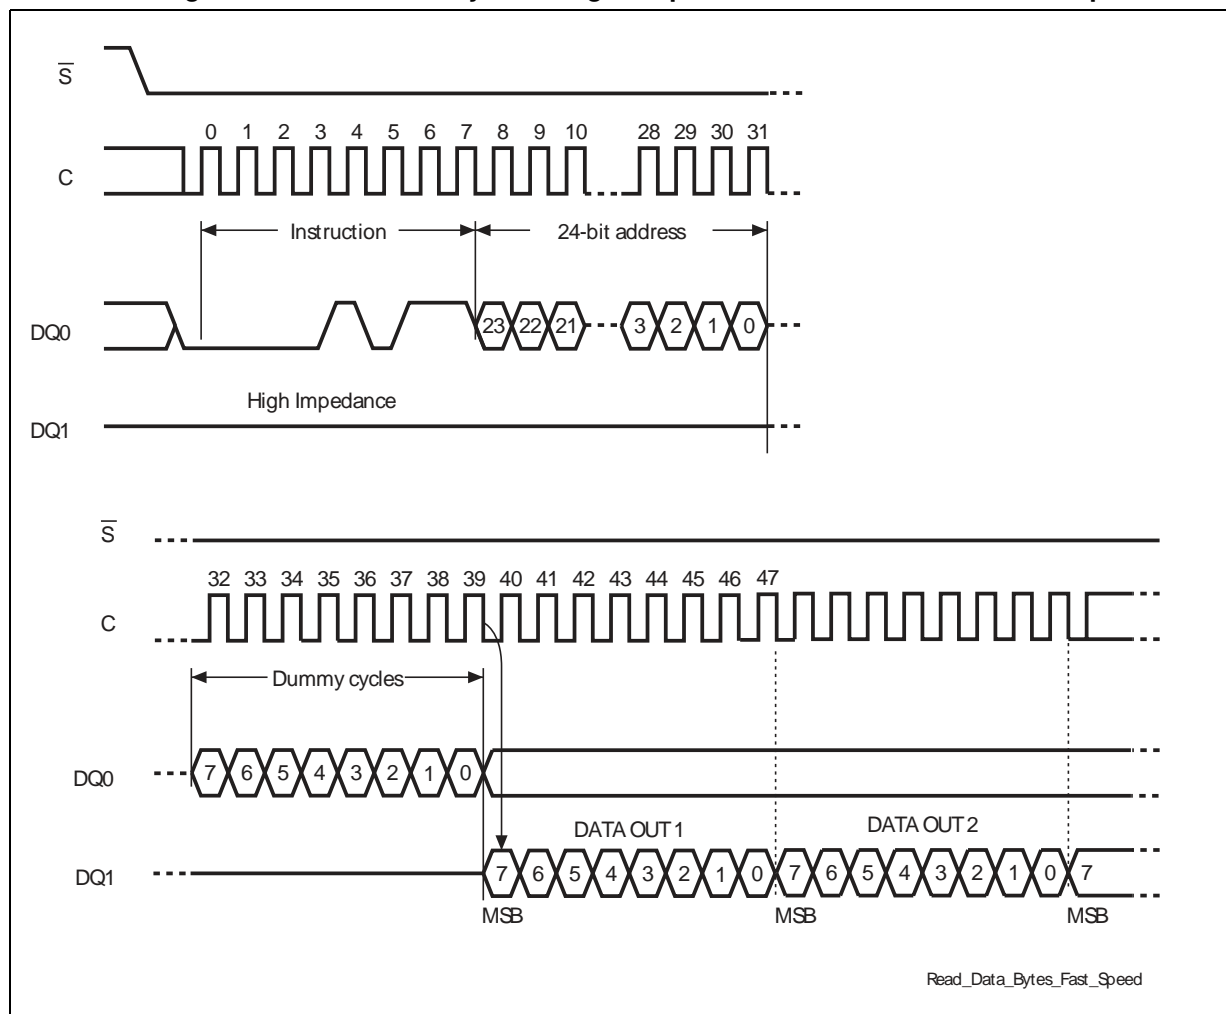 S
0 1 2 3 4 5 6 7 8 9 10 28 29 30 31
C
Instruction 24-bit address
DQ0 23 22 21 3 2 1 0
High Impedance
DQ1
S
32 33 34 35 36 37 38 39 40 41 42 43 44 45 46 47
C
Dummy cycles
DQ0 7 6 5 4 3 2 1 0
DATA OUT 1 DATA OUT 2
DQ1 7 6 5 4 3 2 1 0 7 6 5 4 3 2 1 0 7
MSB MSB MSB
Read_Data_Bytes_Fast_Speed